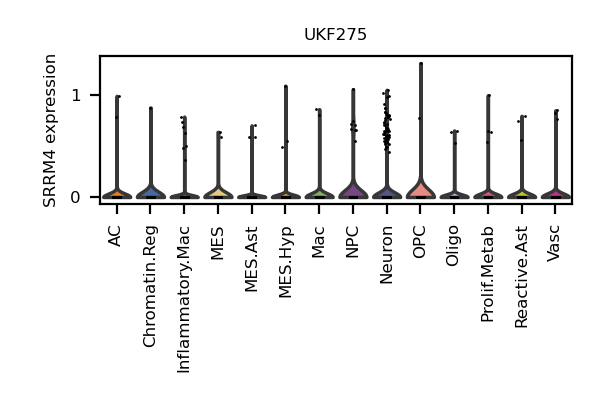 UKF275
SRRM4 expression
1
0
AC
Chromatin.Reg
Inflammatory.Mac
MES
MES.Ast
MES.Hyp
Mac
NPC
Neuron
OPC
Oligo
Prolif.Metab
Reactive.Ast
Vasc